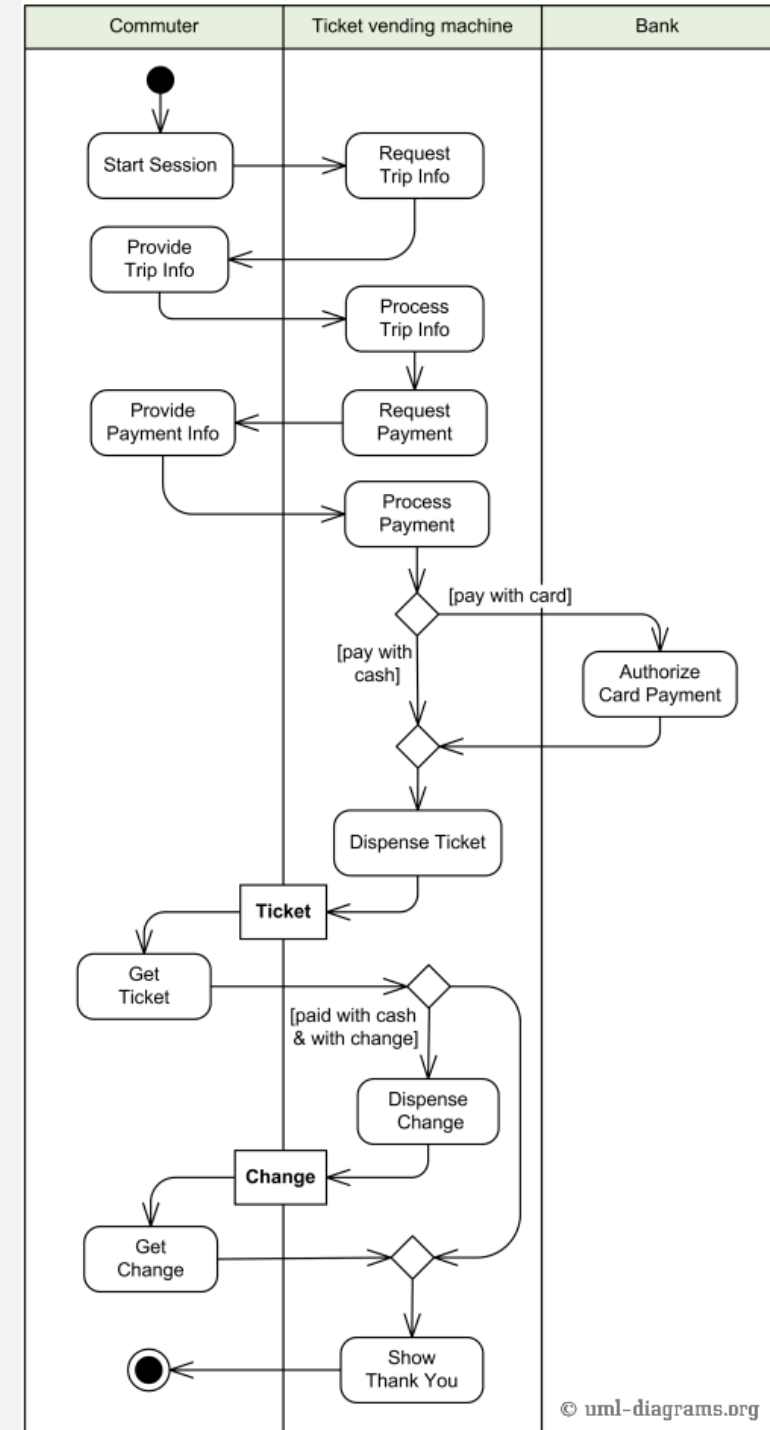 Commuter
Ticket vending machine
Bank
Start Session
Request
Trip Info
Provide
Trip Info
Process
Trip Info
Provide
Payment Info
Request
Payment
Process
Payment
[pay with card]
[pay with
cash]
Authorize
Card Payment
Dispense Ticket
Ticket
Get
Ticket
[paid with cash
& with change]
Dispense
Change
Change
Get
Change
Show
Thank You
© uml-diagrams.org